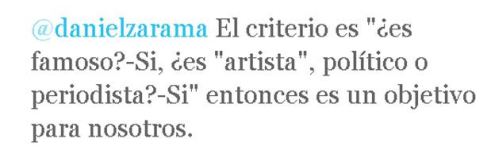 @danielzarama El criterio es "¿es
famoso?-Si, ¿es "artista", político o
periodista?-Si" entonces es un objetivo
para nosotros.